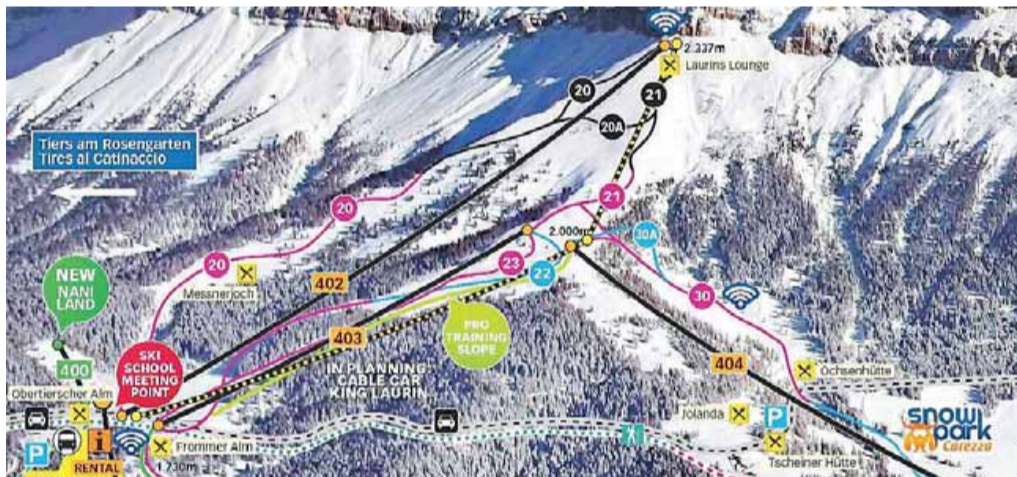 2.337m
Laurins Lounge
20
21
20A
Tiers am Rosengarten
Tires al Catinaccio
20
21
2.000m
30A
20
23
22
30
NEW
NANI
LAND
Messnerjoch
402
PRO
TRAINING
SLOPE
403
400
SKI
SCHOOL
MEETING
POINT
IN PLANNING
CABLE CAR
KING LAURIN
404
Ochsenhütte
Obertierscher Alm
Jolanda
P
snow
park
Carezza
P
i
Frommer Alm
Tscheiner Hütte
RENTAL
1.730m